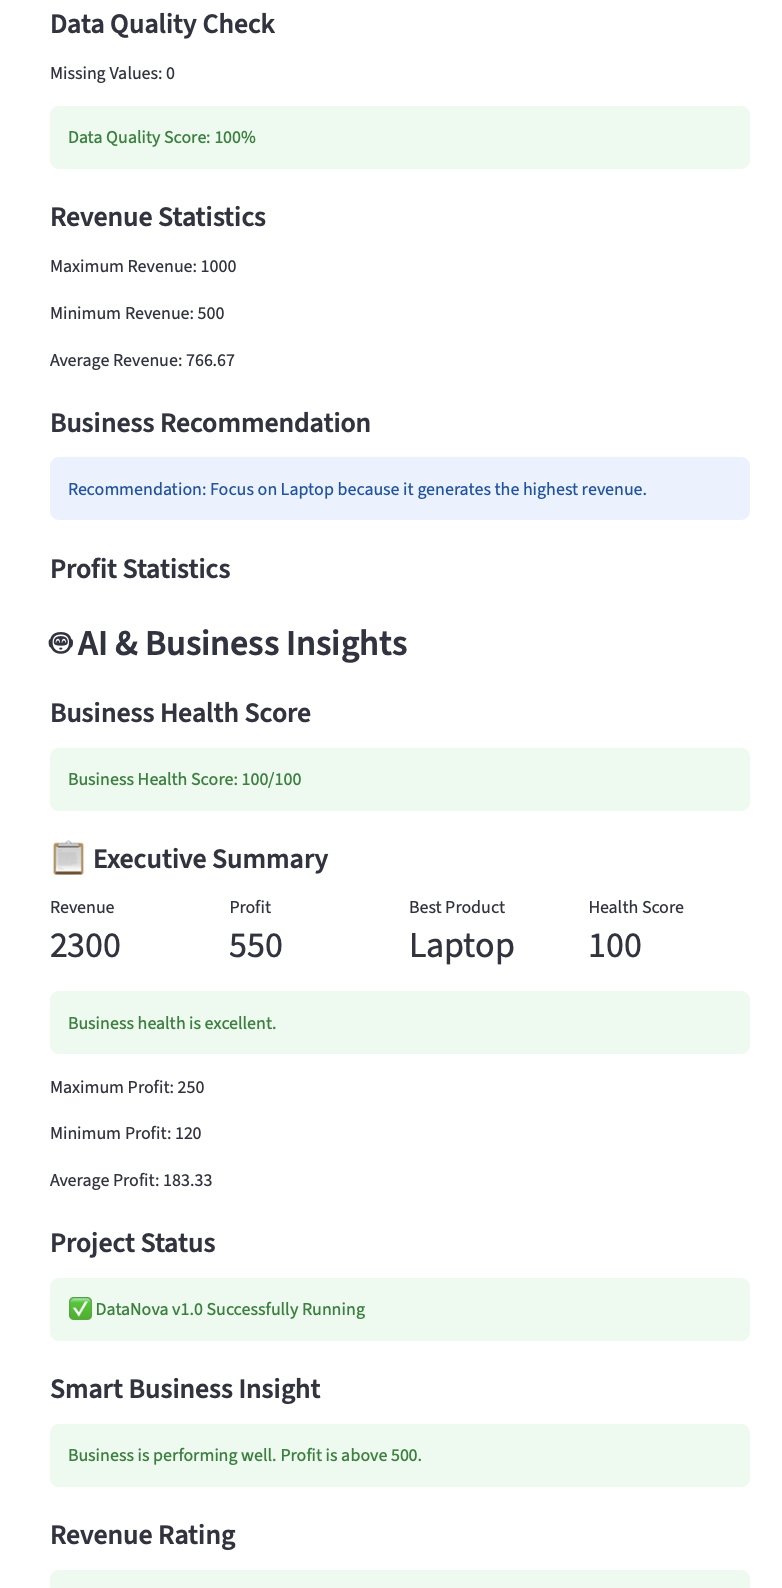 Data Quality Check
Missing Values: 0
Data Quality Score: 100%
Revenue Statistics
Maximum Revenue: 1000
Minimum Revenue: 500
Average Revenue: 766.67
Business Recommendation
Recommendation: Focus on Laptop because it generates the highest revenue.
Profit Statistics
AI & Business Insights
Business Health Score
Business Health Score: 100/100
📋 Executive Summary
Revenue Profit Best Product Health Score
2300 550 Laptop 100
Business health is excellent.
Maximum Profit: 250
Minimum Profit: 120
Average Profit: 183.33
Project Status
✅ DataNova v1.0 Successfully Running
Smart Business Insight
Business is performing well. Profit is above 500.
Revenue Rating